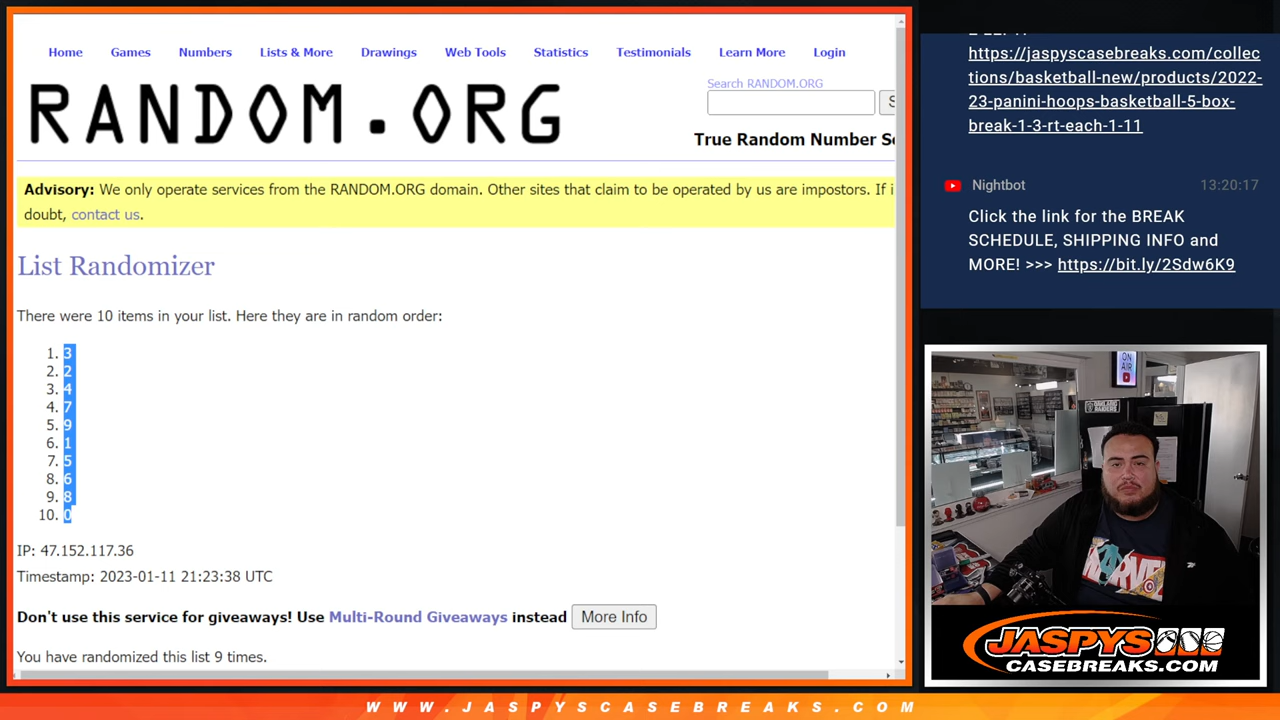 Home Games Numbers Lists & More Drawings Web Tools Statistics Testimonials Learn More Login
RANDOM.ORG
Search RANDOM.ORG
True Random Number
Advisory: We only operate services from the RANDOM.ORG domain. Other sites that claim to be operated by us are impostors. If
doubt, contact us.
List Randomizer
There were 10 items in your list. Here they are in random order:
1. 3
2. 2
3. 4
4. 7
5. 9
6. 1
7. 5
8. 6
9. 8
10. 0
IP: 47.152.117.36
Timestamp: 2023-01-11 21:23:38 UTC
Don't use this service for giveaways! Use Multi-Round Giveaways instead More Info
You have randomized this list 9 times.
https://jaspyscasebreaks.com/collec
tions/basketball-new/products/2022-
23-panini-hoops-basketball-5-box-
break-1-3-rt-each-1-11
Nightbot 13:20:17
Click the link for the BREAK
SCHEDULE, SHIPPING INFO and
MORE! >>> https://bit.ly/2Sdw6K9
ON
AIR
MARVEL
JASPYS
CASEBREAKS.COM
WWW.JASPYSCASEBREAKS.COM